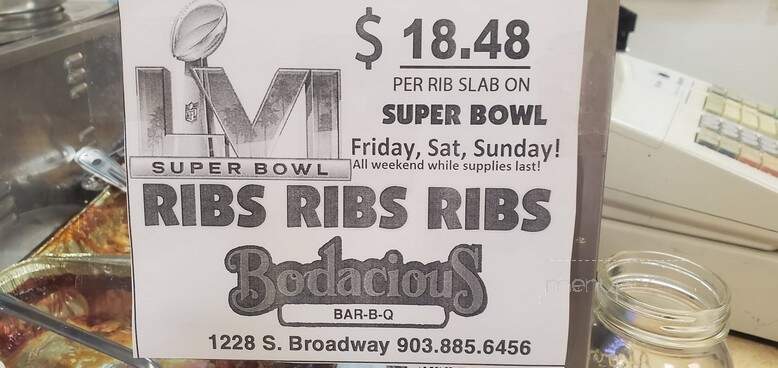 $ 18.48
PER RIB SLAB ON
SUPER BOWL
Friday, Sat, Sunday!
All weekend while supplies last!
LVI
NFL
SUPER BOWL
RIBS RIBS RIBS
Bodacious
BAR-B-Q
1228 S. Broadway 903.885.6456